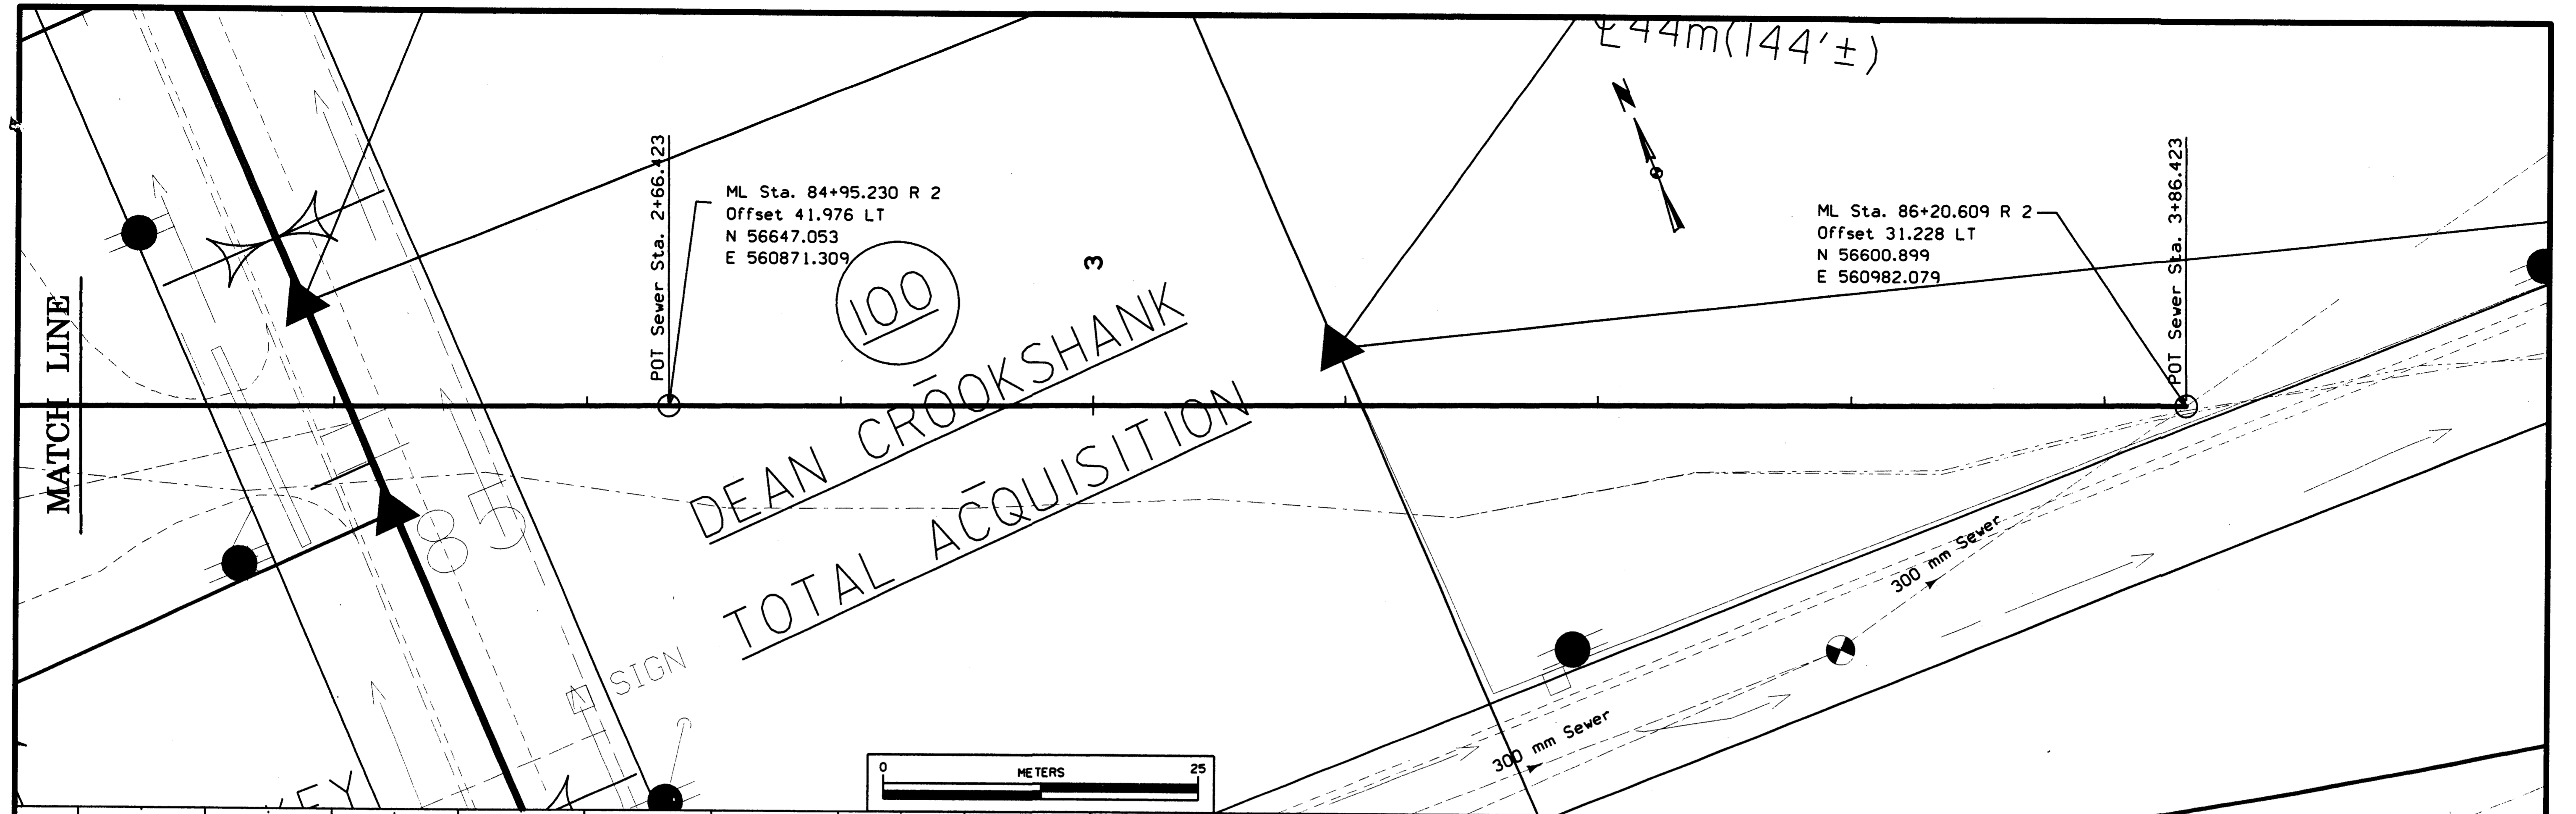 ℄ 44m(144'±)
N
POT Sewer Sta. 2+66.423
ML Sta. 84+95.230 R 2
Offset 41.976 LT
N 56647.053
E 560871.309
100
3
DEAN CROOKSHANK
TOTAL ACQUISITION
ML Sta. 86+20.609 R 2
Offset 31.228 LT
N 56600.899
E 560982.079
POT Sewer Sta. 3+86.423
MATCH LINE
85
SIGN
300 mm Sewer
300 mm Sewer
0 METERS 25